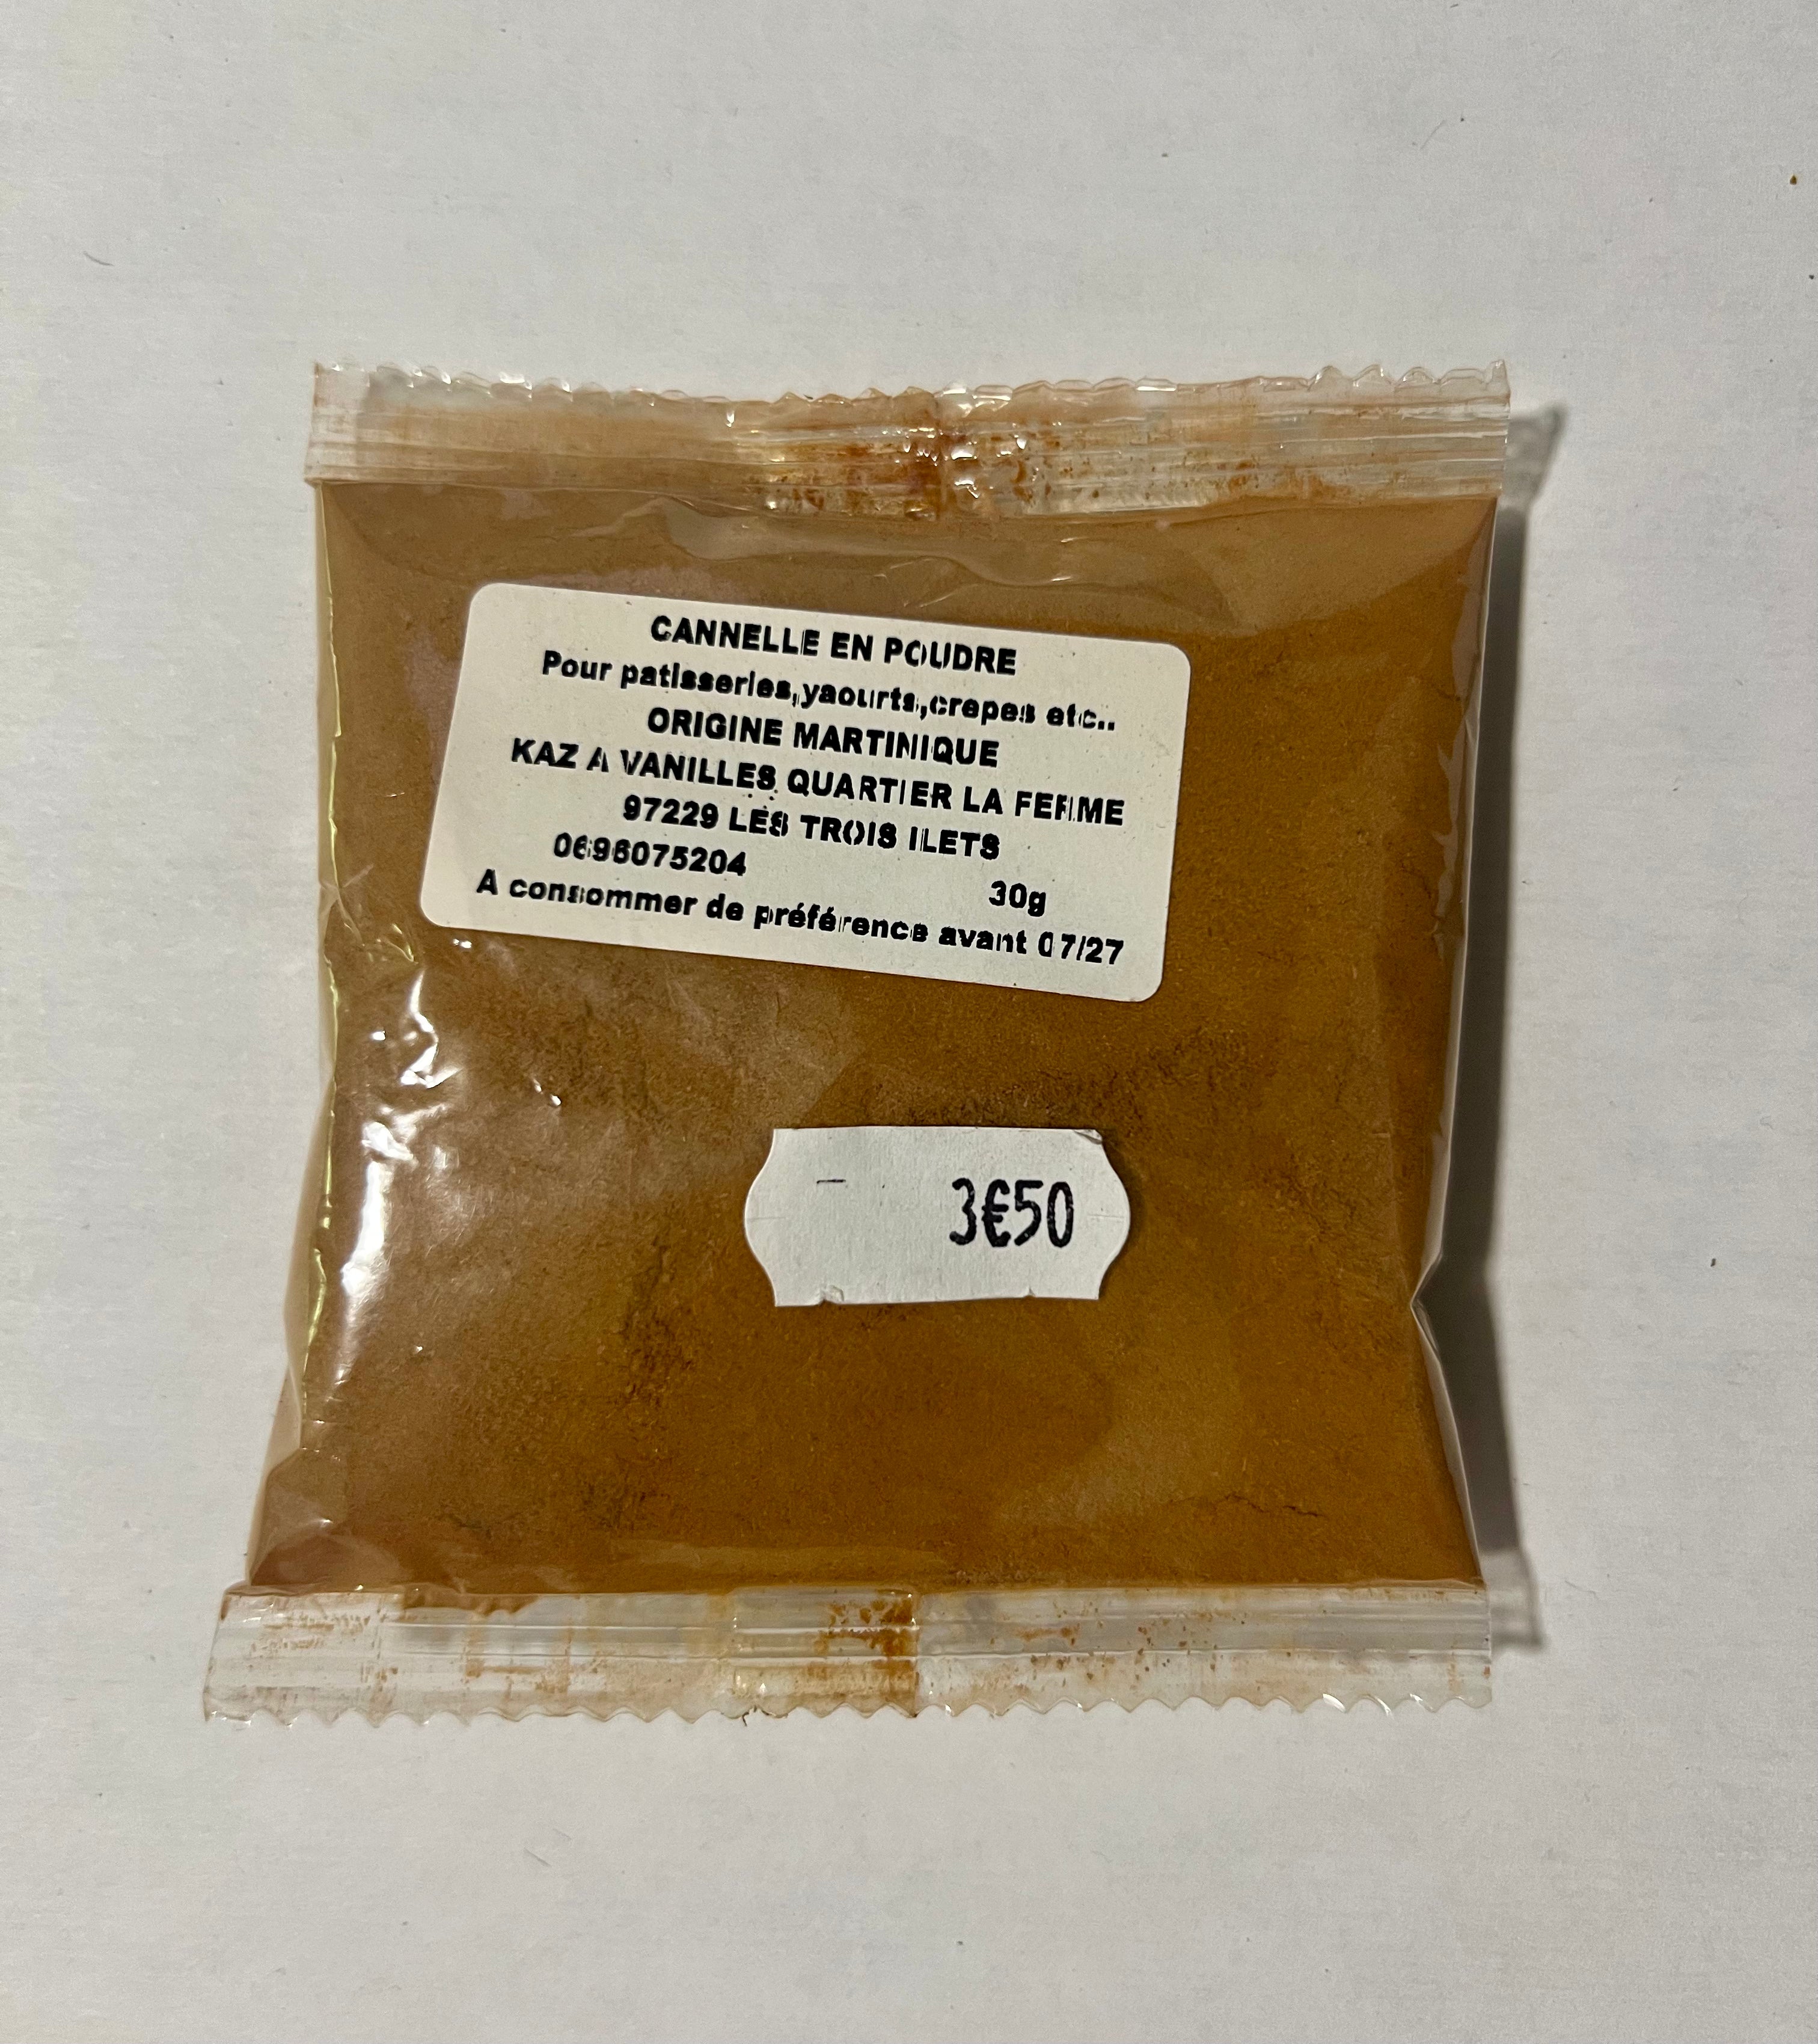 CANNELLE EN POUDRE
Pour patisseries,yaourts,crepes etc..
ORIGINE MARTINIQUE
KAZ A VANILLES QUARTIER LA FERME
97229 LES TROIS ILETS
0696075204
30g
A consommer de préférence avant 07/27
3€50